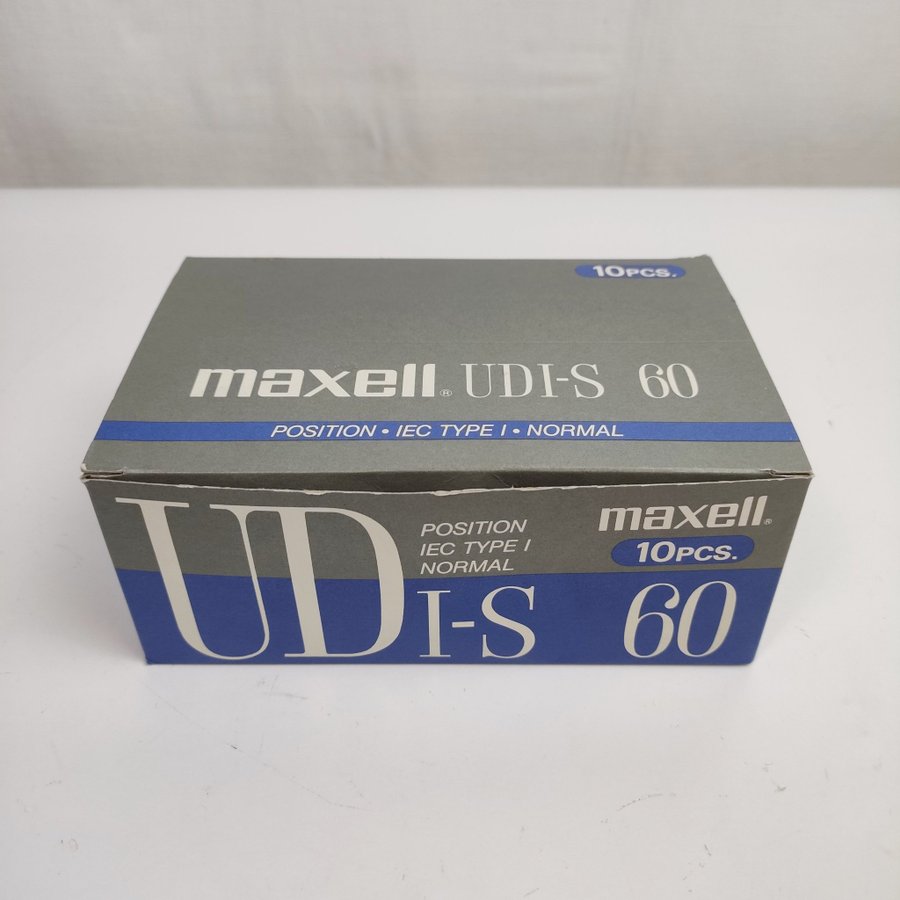 10PCS.
maxell® UDI-S 60
POSITION • IEC TYPE I • NORMAL
UDI-S
POSITION
IEC TYPE I
NORMAL
maxell®
10PCS.
60